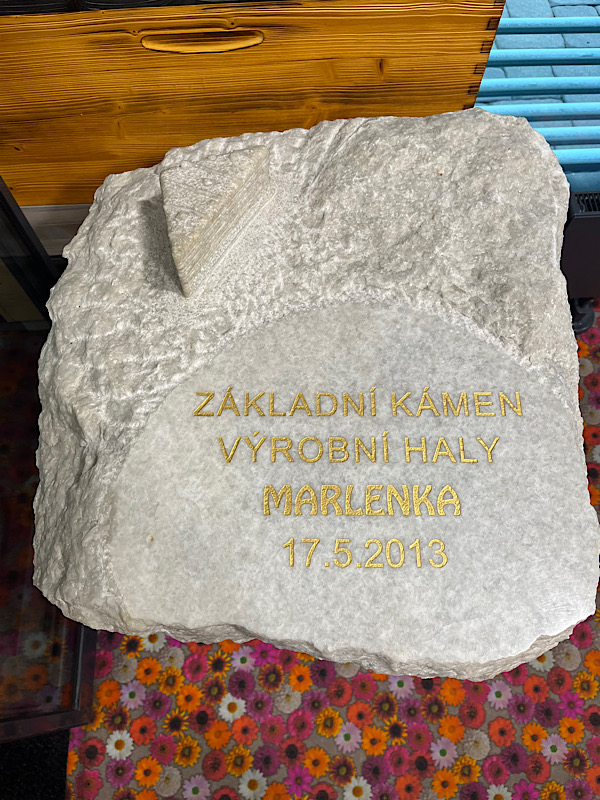 ZÁKLADNÍ KÁMEN
VÝROBNÍ HALY
MARLENKA
17.5.2013